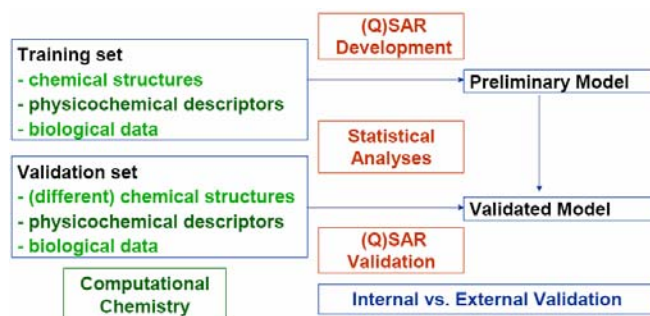 (Q)SAR
Development
Training set
- chemical structures
- physicochemical descriptors
- biological data
Preliminary Model
Statistical
Analyses
Validation set
- (different) chemical structures
- physicochemical descriptors
- biological data
Validated Model
(Q)SAR
Validation
Computational
Chemistry
Internal vs. External Validation